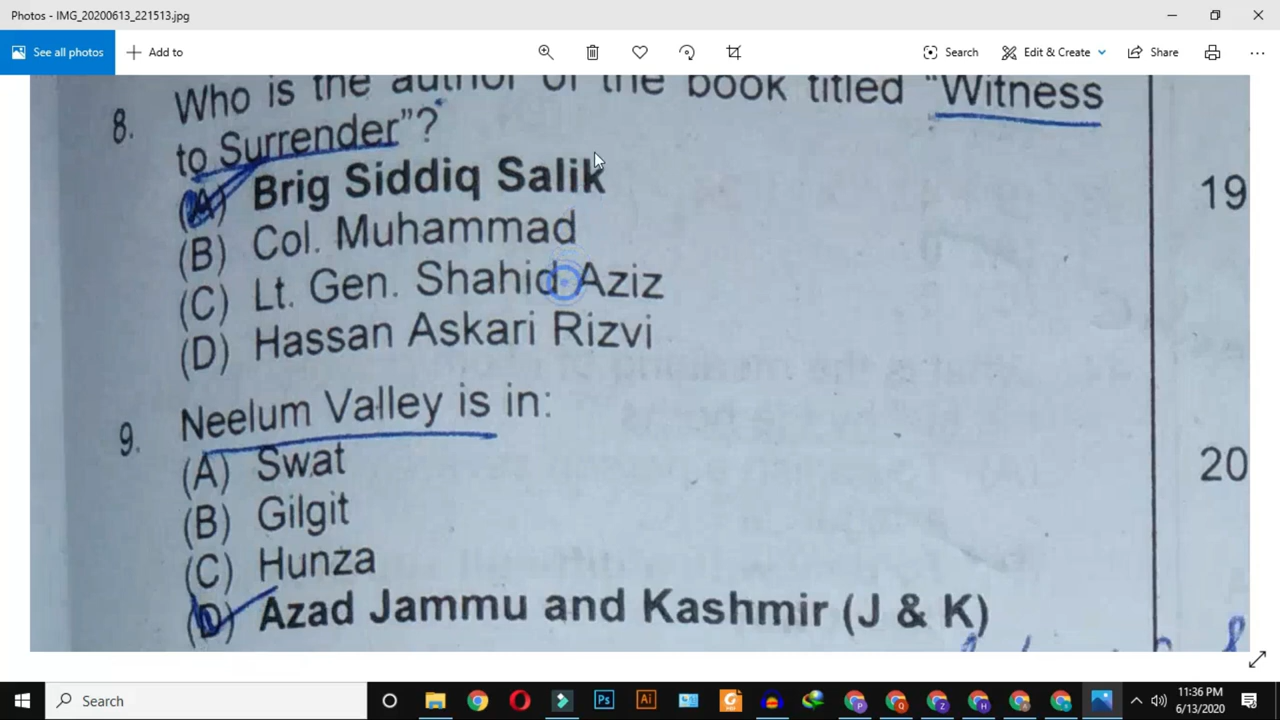 Photos - IMG_20200613_221513.jpg
See all photos
Add to
Search
Edit & Create
Share
8. Who is the author of the book titled “Witness
to Surrender”?
(A) Brig Siddiq Salik
(B) Col. Muhammad
(C) Lt. Gen. Shahid Aziz
(D) Hassan Askari Rizvi
9. Neelum Valley is in:
(A) Swat
(B) Gilgit
(C) Hunza
(D) Azad Jammu and Kashmir (J & K)
19
20
Search
Ps
Ai
P
Q
Z
H
A
11:36 PM
6/13/2020